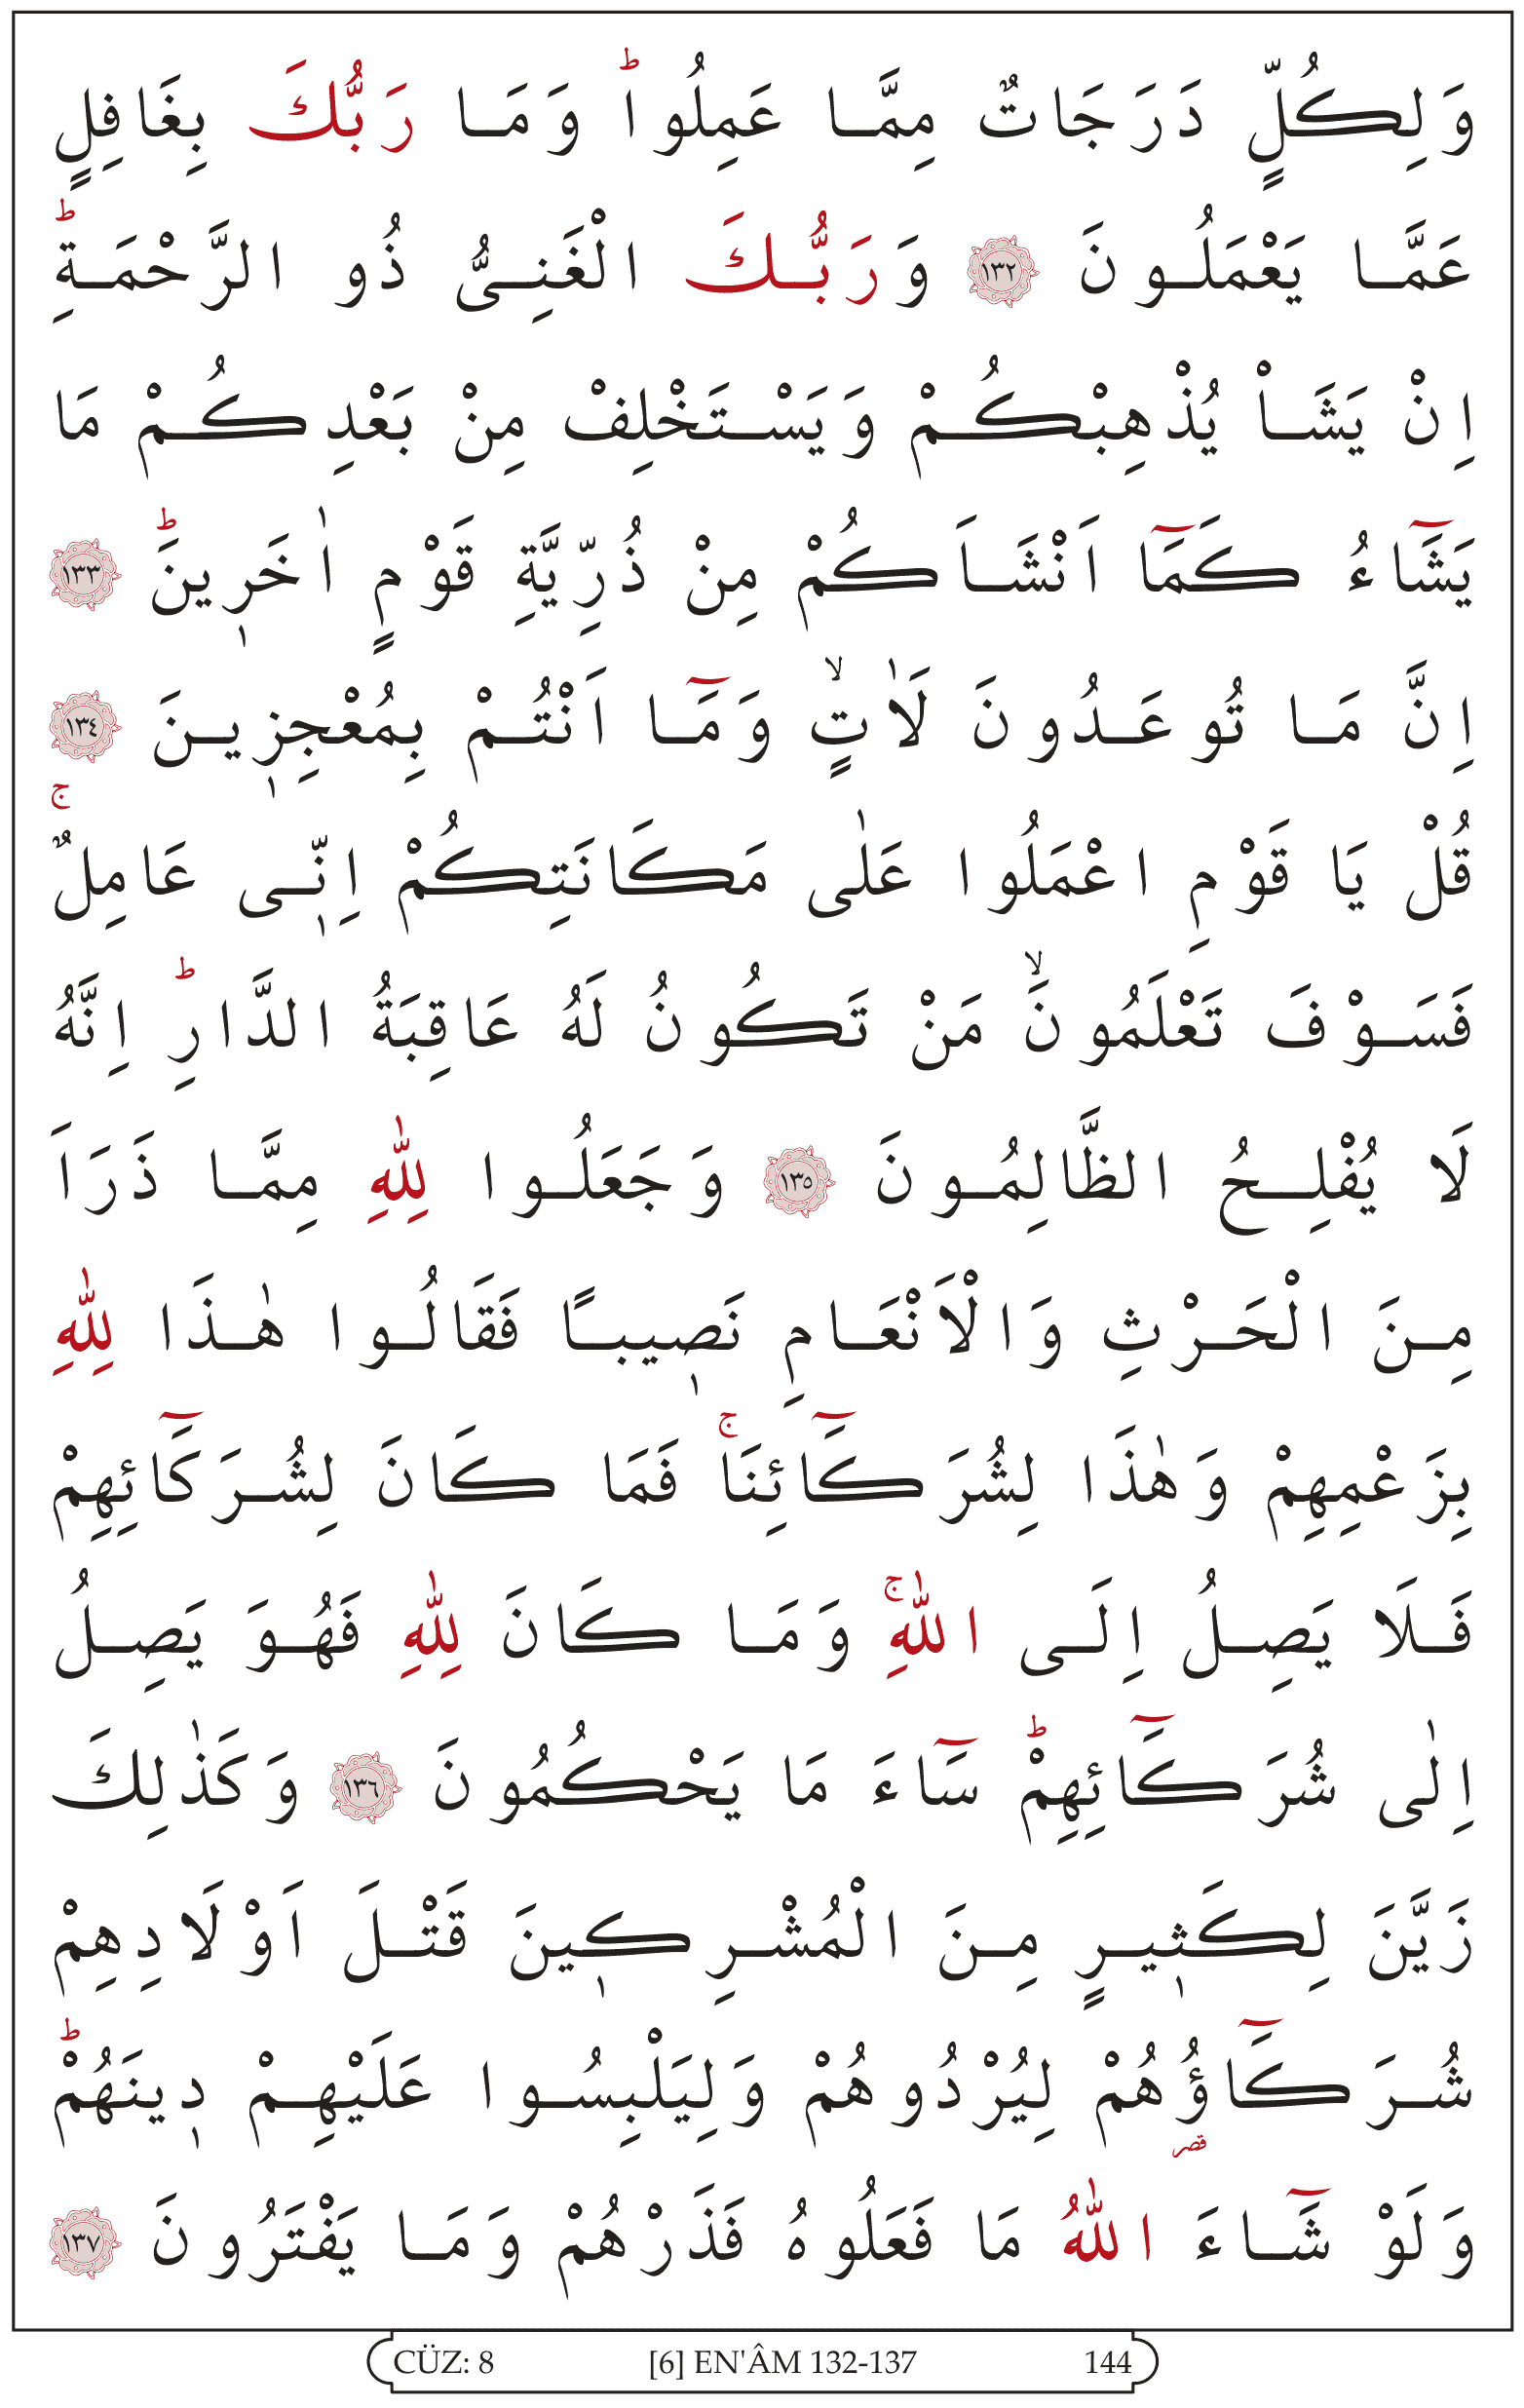 وَلِكُلٍّ دَرَجَاتٌ مِمَّا عَمِلُواۜ وَمَا رَبُّكَ بِغَافِلٍ
عَمَّا يَعْمَلُونَ ﴿١٣٢﴾ وَرَبُّكَ الْغَنِىُّ ذُو الرَّحْمَةِۜ
اِنْ يَشَاْ يُذْهِبْكُمْ وَيَسْتَخْلِفْ مِنْ بَعْدِكُمْ مَا
يَشَٓاءُ كَمَٓا اَنْشَاَكُمْ مِنْ ذُرِّيَّةِ قَوْمٍ اٰخَر۪ينَۜ ﴿١٣٣﴾
اِنَّ مَا تُوعَدُونَ لَاٰتٍۙ وَمَٓا اَنْتُمْ بِمُعْجِز۪ينَ ﴿١٣٤﴾
قُلْ يَا قَوْمِ اعْمَلُوا عَلٰى مَكَانَتِكُمْ اِنّ۪ى عَامِلٌۚ
فَسَوْفَ تَعْلَمُونَۙ مَنْ تَكُونُ لَهُ عَاقِبَةُ الدَّارِۜ اِنَّهُ
لَا يُفْلِحُ الظَّالِمُونَ ﴿١٣٥﴾ وَجَعَلُوا لِلّٰهِ مِمَّا ذَرَاَ
مِنَ الْحَرْثِ وَالْاَنْعَامِ نَص۪يباً فَقَالُوا هٰذَا لِلّٰهِ
بِزَعْمِهِمْ وَهٰذَا لِشُرَكَٓائِنَاۚ فَمَا كَانَ لِشُرَكَٓائِهِمْ
فَلَا يَصِلُ اِلَى اللّٰهِۚ وَمَا كَانَ لِلّٰهِ فَهُوَ يَصِلُ
اِلٰى شُرَكَٓائِهِمْۜ سَٓاءَ مَا يَحْكُمُونَ ﴿١٣٦﴾ وَكَذٰلِكَ
زَيَّنَ لِكَث۪يرٍ مِنَ الْمُشْرِك۪ينَ قَتْلَ اَوْلَادِهِمْ
شُرَكَٓاؤُ۬هُمْ لِيُرْدُوهُمْ وَلِيَلْبِسُوا عَلَيْهِمْ د۪ينَهُمْۜ
قصر
وَلَوْ شَٓاءَ اللّٰهُ مَا فَعَلُوهُ فَذَرْهُمْ وَمَا يَفْتَرُونَ ﴿١٣٧﴾
CÜZ: 8 [6] EN'ÂM 132-137 144